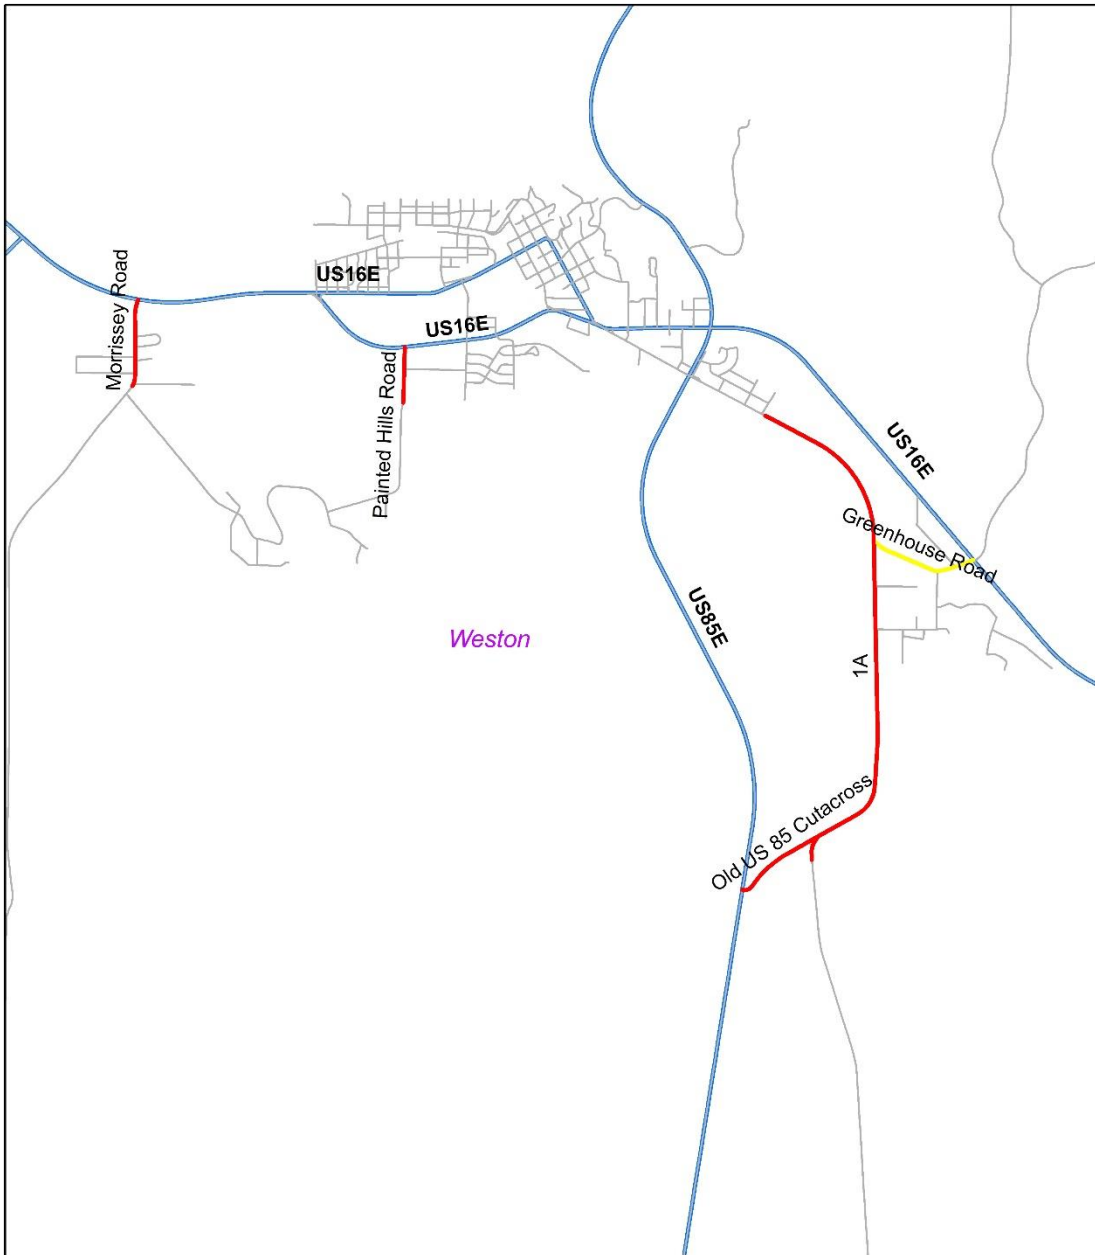 Morrissey Road
US16E
US16E
Painted Hills Road
US16E
Greenhouse Road
US85E
Weston
1A
Old US 85 Cutacross